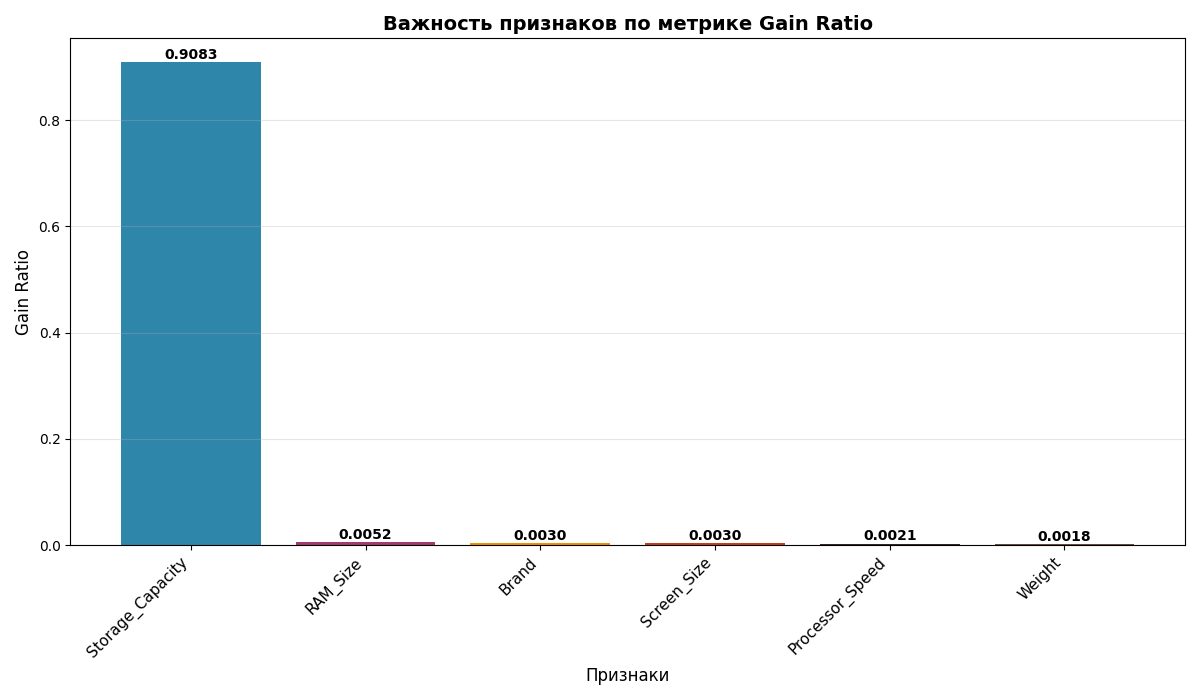 Важность признаков по метрике Gain Ratio
Gain Ratio
0.8
0.6
0.4
0.2
0.0
0.9083
0.0052
0.0030
0.0030
0.0021
0.0018
Storage_Capacity
RAM_Size
Brand
Screen_Size
Processor_Speed
Weight
Признаки